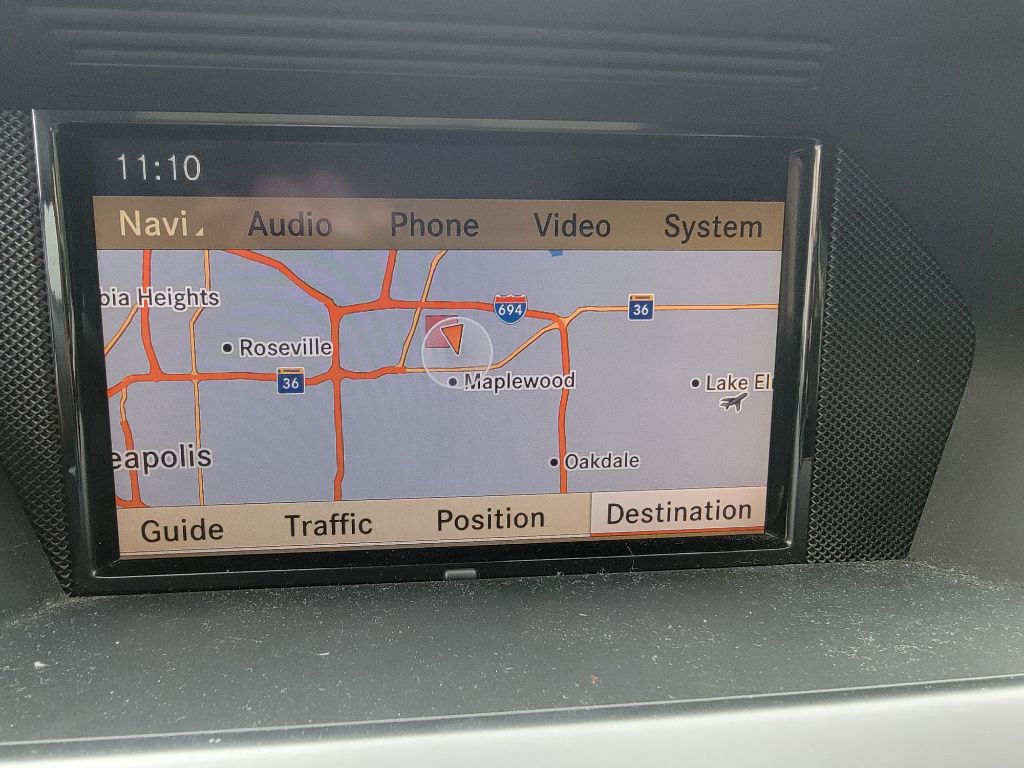 11:10
Navi Audio Phone Video System
bia Heights
694
36
Roseville
36
Maplewood
Lake El
eapolis
Oakdale
Guide Traffic Position Destination